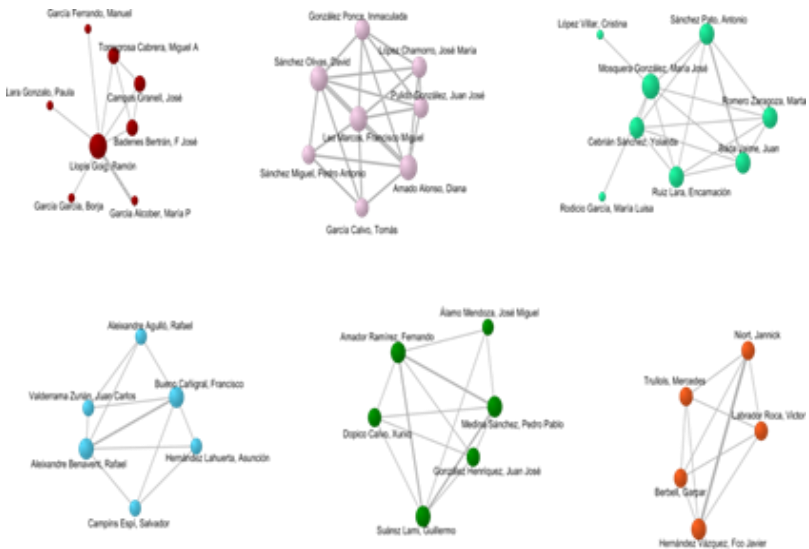 García Ferrando, Manuel
Torregrosa Cabrera, Miguel A
Lara Gonzalo, Paula
Campos Granell, José
Badenes Bertrán, F José
Llopis Goig, Ramón
García García, Borja
García Alcober, María P
González Ponce, Inmaculada
López Chamorro, José María
Sánchez Oliva, David
Pulido González, Juan José
Leo Marcos, Francisco Miguel
Sánchez Miguel, Pedro Antonio
Amado Alonso, Diana
García Calvo, Tomás
López Villar, Cristina
Sánchez Pato, Antonio
Mosquera González, María José
Romero Zaragoza, Marta
Cebrián Sánchez, Yolanda
Jaime, Juan
Ruiz Lara, Encarnación
Rodicio García, María Luisa
Aleixandre Agulló, Rafael
Valderrama Zurián, Juan Carlos
Bueno Cañigral, Francisco
Aleixandre Benavent, Rafael
Hernández Lahuerta, Asunción
Campins Espí, Salvador
Álamo Mendoza, José Miguel
Amador Ramírez, Fernando
Medina Sánchez, Pedro Pablo
Dopico Calvo, Xurxo
González Henríquez, Juan José
Suárez Lami, Guillermo
Niort, Jannick
Trullols, Mercedes
Labrador Roca, Víctor
Berbell, Gaspar
Hernández Vázquez, Fco Javier